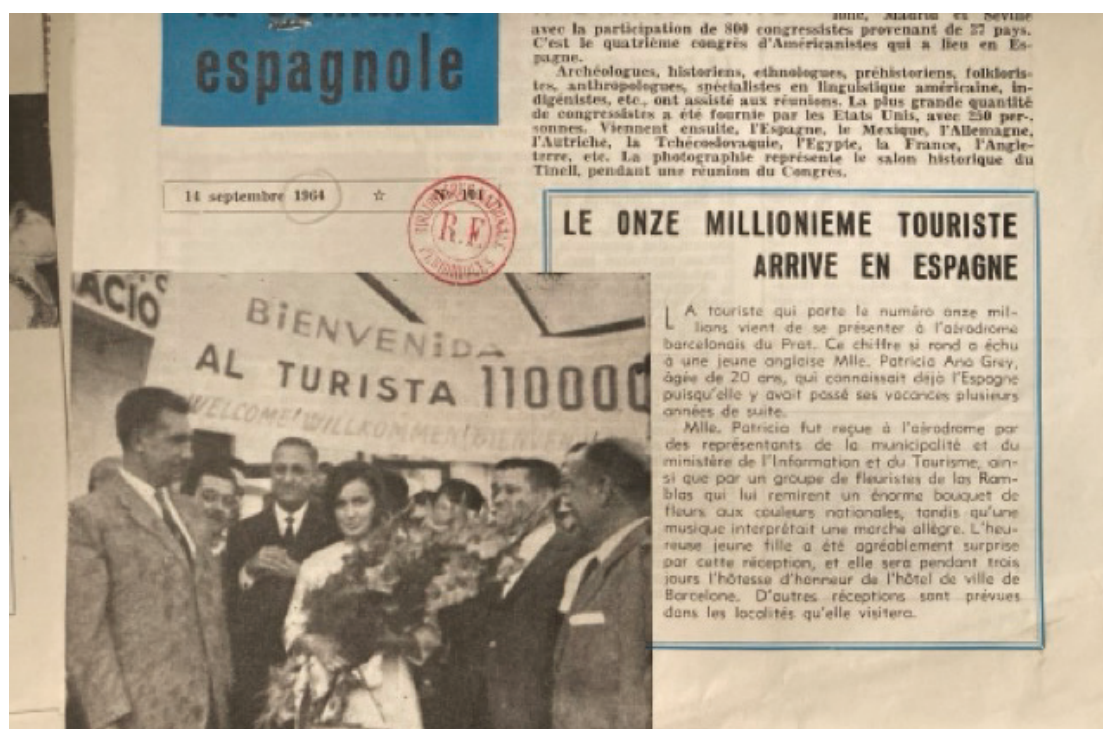 espagnole
14 septembre 1964 ☆ Nº 101
R.F
lone, Madrid et Séville
avec la participation de 800 congressistes provenant de 37 pays.
C'est le quatrième congrès d'Américanistes qui a lieu en Es-
pagne.
Archéologues, historiens, ethnologues, préhistoriens, folkloris-
tes, anthropologues, spécialistes en linguistique américaine, in-
digénistes, etc., ont assisté aux réunions. La plus grande quantité
de congressistes a été fournie par les Etats Unis, avec 250 per-
sonnes. Viennent ensuite, l'Espagne, le Mexique, l'Allemagne,
l'Autriche, la Tchécoslovaquie, l'Egypte, la France, l'Angle-
terre, etc. La photographie représente le salon historique du
Tinell, pendant une réunion du Congrès.
LE ONZE MILLIONIEME TOURISTE
ARRIVE EN ESPAGNE
LA touriste qui porte le numéro onze mil-
lions vient de se présenter à l'aérodrome
barcelonais du Prat. Ce chiffre si rond a échu
à une jeune anglaise Mlle. Patricia Ana Grey,
âgée de 20 ans, qui connaissait déjà l'Espagne
puisqu'elle y avait passé ses vacances plusieurs
années de suite.
Mlle. Patricia fut reçue à l'aérodrome par
des représentants de la municipalité et du
ministère de l'Information et du Tourisme, ain-
si que par un groupe de fleuristes de las Ram-
blas qui lui remirent un énorme bouquet de
fleurs aux couleurs nationales, tandis qu'une
musique interprétait une marche allègre. L'heu-
reuse jeune fille a été agréablement surprise
par cette réception, et elle sera pendant trois
jours l'hôtesse d'honneur de l'hôtel de ville de
Barcelone. D'autres réceptions sont prévues
dans les localités qu'elle visitera.
ACIÓ
BIENVENIDA
AL TURISTA 110000
WELCOME! WILLKOMMEN! BIENVEN